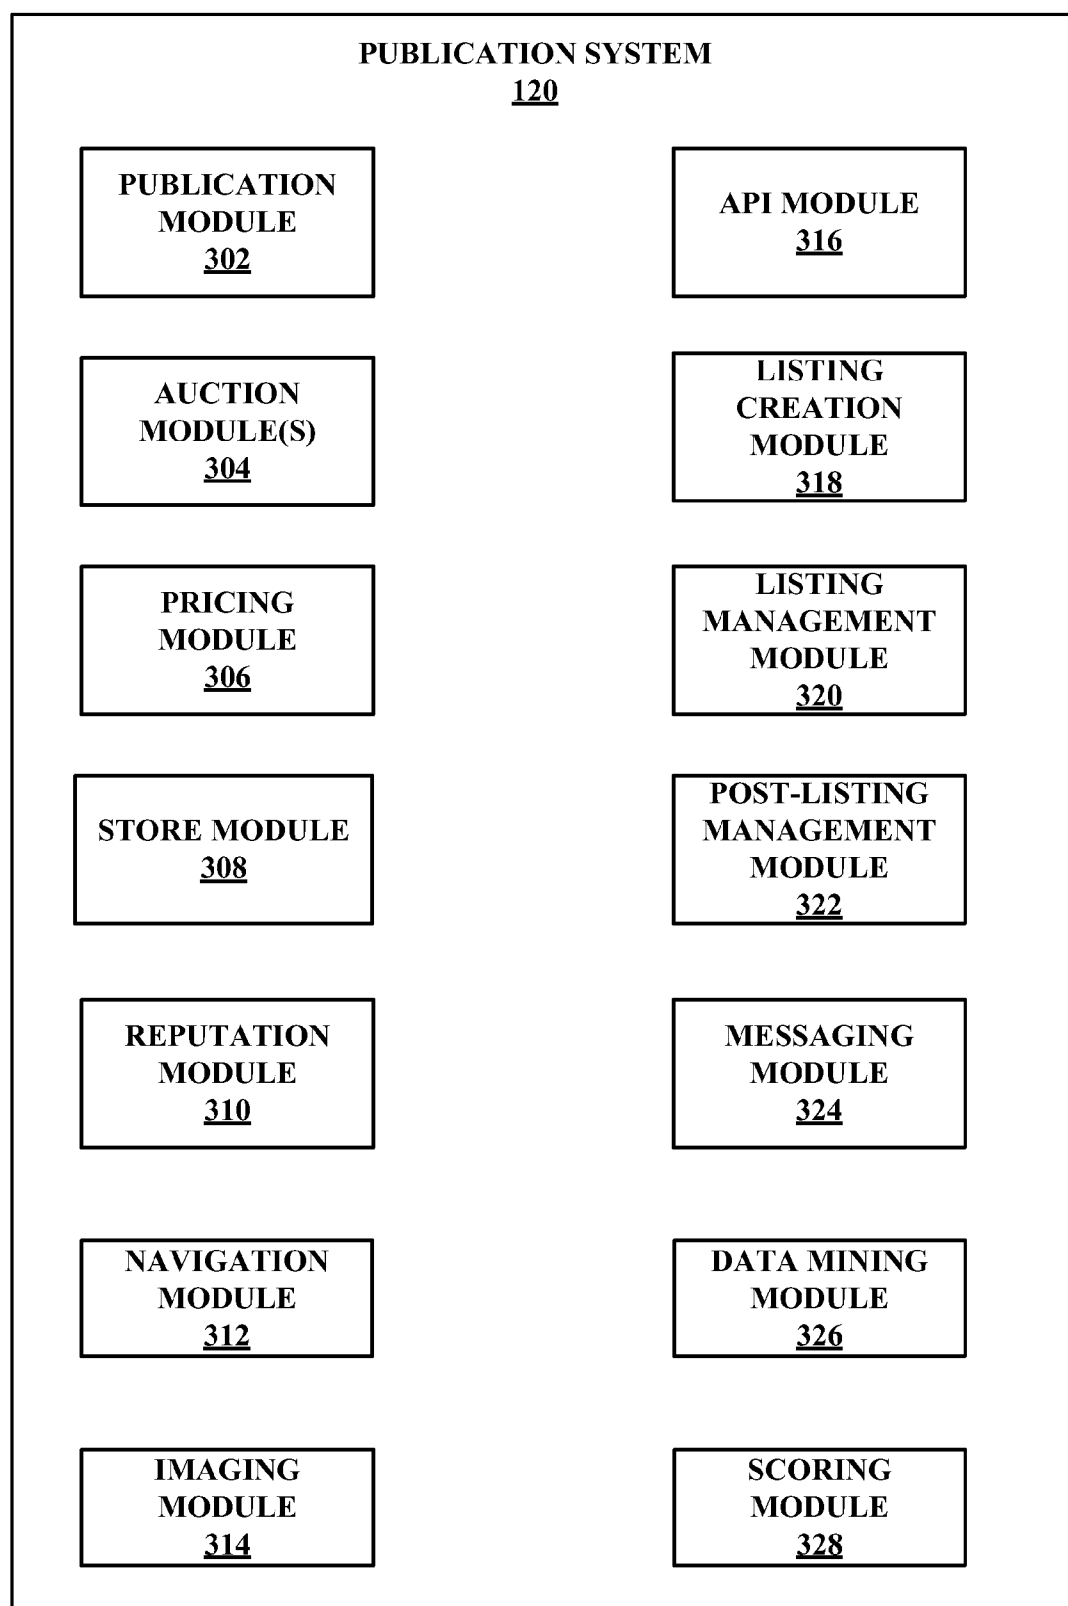 PUBLICATION SYSTEM
120
PUBLICATION
MODULE
302
API MODULE
316
AUCTION
MODULE(S)
304
LISTING
CREATION
MODULE
318
PRICING
MODULE
306
LISTING
MANAGEMENT
MODULE
320
STORE MODULE
308
POST-LISTING
MANAGEMENT
MODULE
322
REPUTATION
MODULE
310
MESSAGING
MODULE
324
NAVIGATION
MODULE
312
DATA MINING
MODULE
326
IMAGING
MODULE
314
SCORING
MODULE
328